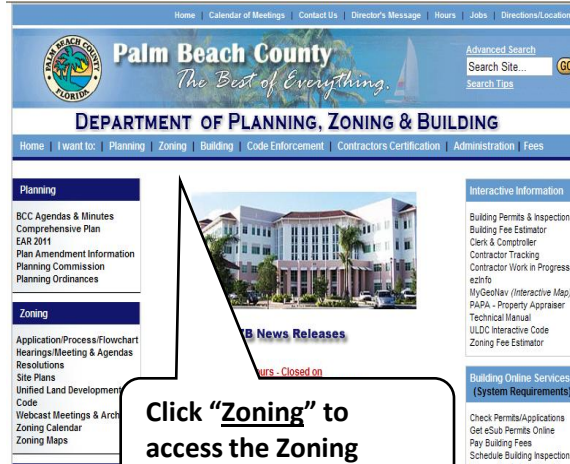 Home | Calendar of Meetings | Contact Us | Director's Message | Hours | Jobs | Directions/Location
PALM BEACH COUNTY
FLORIDA
Palm Beach County
The Best of Everything.
Advanced Search
Search Site...
Search Tips
DEPARTMENT OF PLANNING, ZONING & BUILDING
Home | I want to: | Planning | Zoning | Building | Code Enforcement | Contractors Certification | Administration | Fees
Planning
BCC Agendas & Minutes
Comprehensive Plan
EAR 2011
Plan Amendment Information
Planning Commission
Planning Ordinances
Zoning
Application/Process/Flowchart
Hearings/Meeting & Agendas
Resolutions
Site Plans
Unified Land Development
Code
Webcast Meetings &
Zoning Calendar
Zoning Maps
News Releases
- Closed on
Click "Zoning" to
access the Zoning
Interactive Information
Building Permits & Inspection
Building Fee Estimator
Clerk & Comptroller
Contractor Tracking
Contractor Work in Progress
ezInfo
MyGeoNav (Interactive Map)
PAPA - Property Appraiser
Technical Manual
ULDC Interactive Code
Zoning Fee Estimator
Building Online Services
(System Requirements)
Check Permits/Applications
Get eSub Permits Online
Pay Building Fees
Schedule Building Inspection